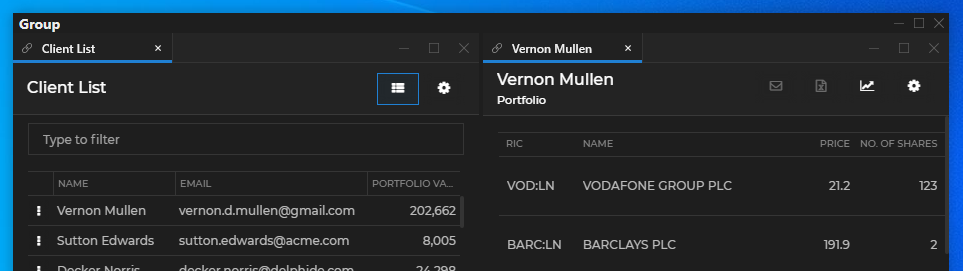 Group
Client List
Client List
Type to filter
NAME EMAIL PORTFOLIO VA...
Vernon Mullen vernon.d.mullen@gmail.com 202,662
Sutton Edwards sutton.edwards@acme.com 8,005
Decker Norris decker.norris@delphide.com 24,298
Vernon Mullen
Vernon Mullen
Portfolio
RIC NAME PRICE NO. OF SHARES
VOD:LN VODAFONE GROUP PLC 21.2 123
BARC:LN BARCLAYS PLC 191.9 2